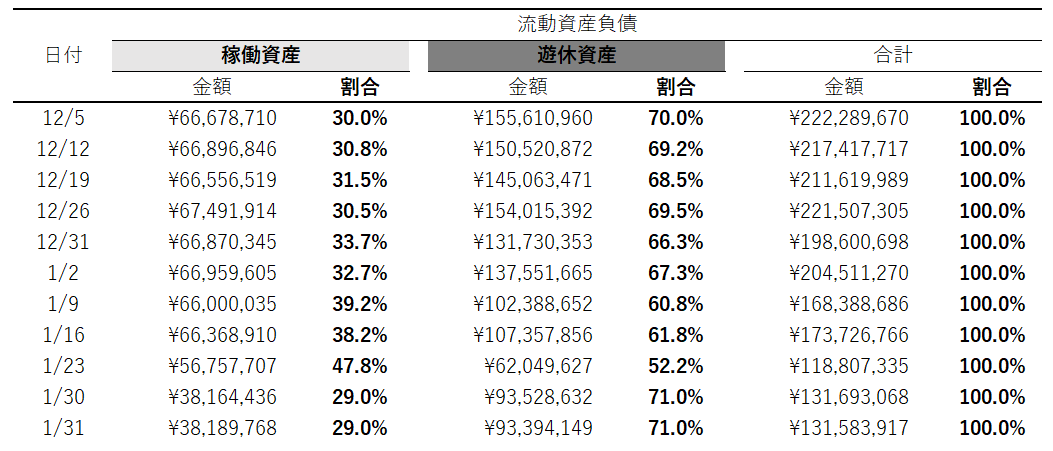 流動資産負債
日付 稼働資産 遊休資産 合計
金額 割合 金額 割合 金額 割合
12/5 ¥66,678,710 30.0% ¥155,610,960 70.0% ¥222,289,670 100.0%
12/12 ¥66,896,846 30.8% ¥150,520,872 69.2% ¥217,417,717 100.0%
12/19 ¥66,556,519 31.5% ¥145,063,471 68.5% ¥211,619,989 100.0%
12/26 ¥67,491,914 30.5% ¥154,015,392 69.5% ¥221,507,305 100.0%
12/31 ¥66,870,345 33.7% ¥131,730,353 66.3% ¥198,600,698 100.0%
1/2 ¥66,959,605 32.7% ¥137,551,665 67.3% ¥204,511,270 100.0%
1/9 ¥66,000,035 39.2% ¥102,388,652 60.8% ¥168,388,686 100.0%
1/16 ¥66,368,910 38.2% ¥107,357,856 61.8% ¥173,726,766 100.0%
1/23 ¥56,757,707 47.8% ¥62,049,627 52.2% ¥118,807,335 100.0%
1/30 ¥38,164,436 29.0% ¥93,528,632 71.0% ¥131,693,068 100.0%
1/31 ¥38,189,768 29.0% ¥93,394,149 71.0% ¥131,583,917 100.0%